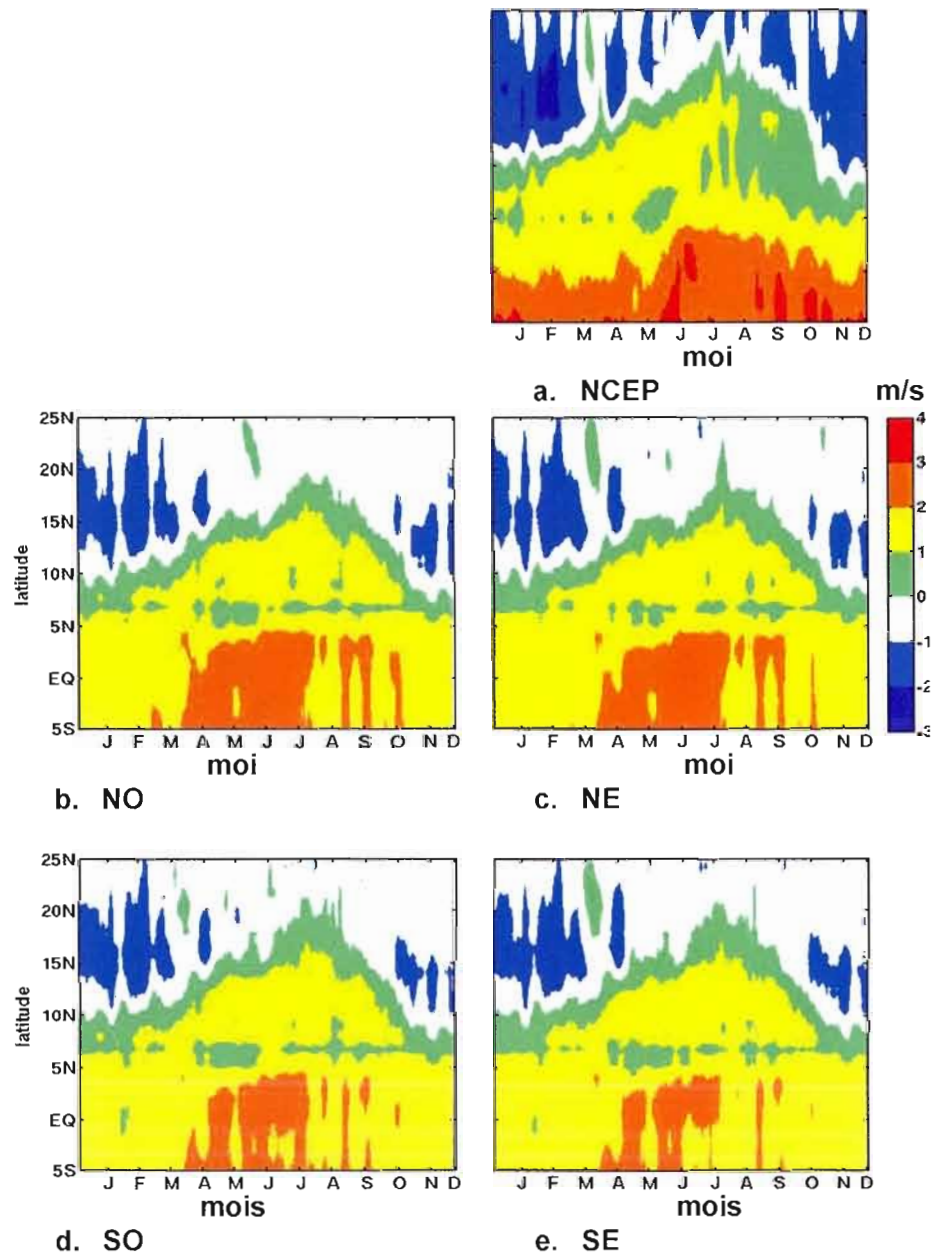 J F M A M J J A S O N D
moi
a. NCEP
m/s
4
3
2
1
0
-1
-2
-3
25N
20N
15N
10N
5N
EQ
5S
latitude
J F M A M J J A S O N D
moi
b. NO
J F M A M J J A S O N D
moi
c. NE
25N
20N
15N
10N
5N
EQ
5S
latitude
J F M A M J J A S O N D
mois
d. SO
J F M A M J J A S O N D
mois
e. SE